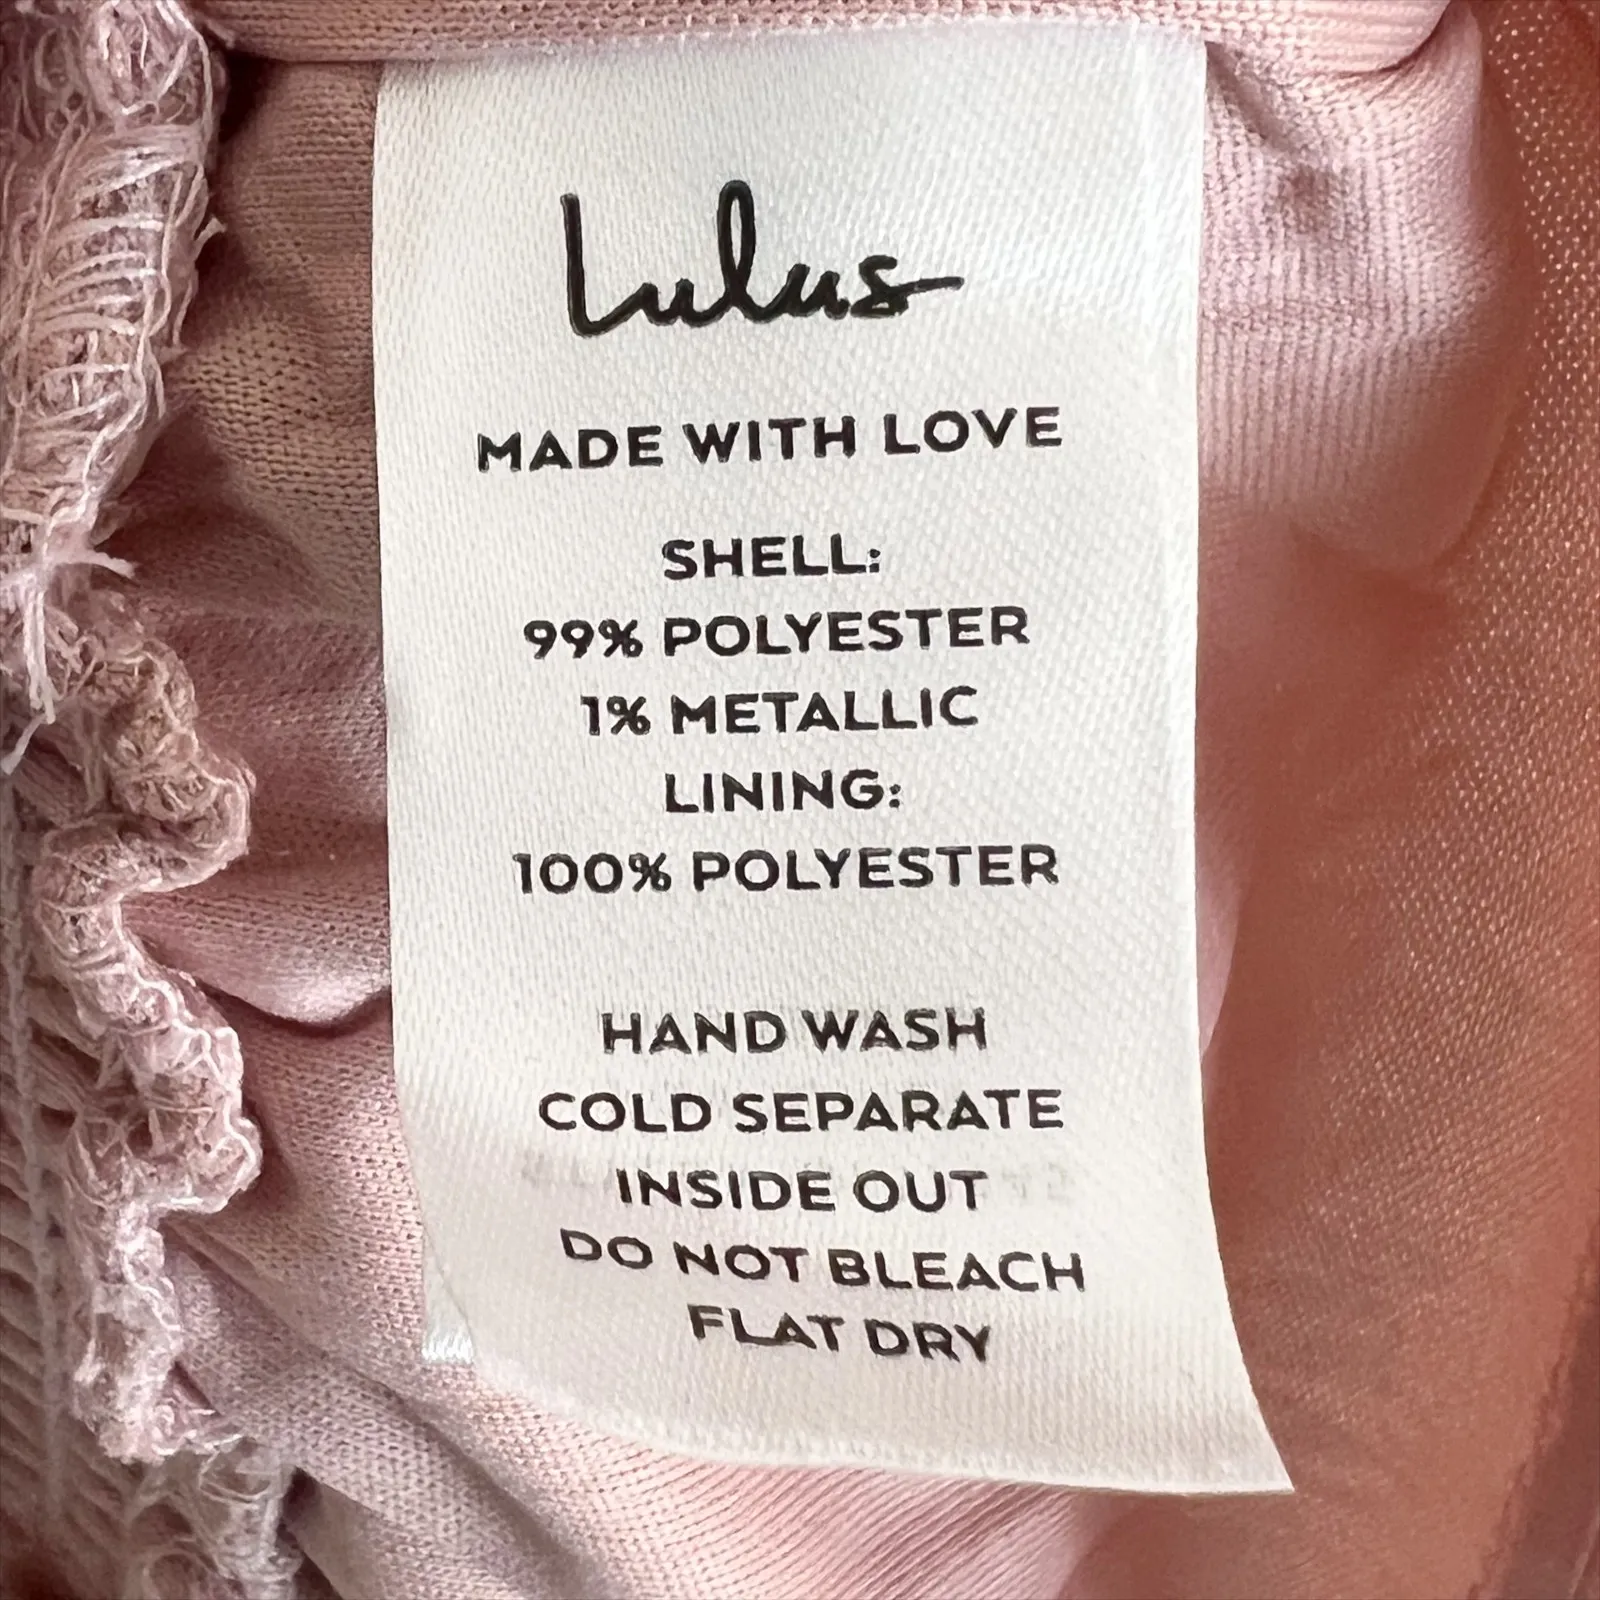 Lulus
MADE WITH LOVE
SHELL:
99% POLYESTER
1% METALLIC
LINING:
100% POLYESTER
HAND WASH
COLD SEPARATE
INSIDE OUT
DO NOT BLEACH
FLAT DRY